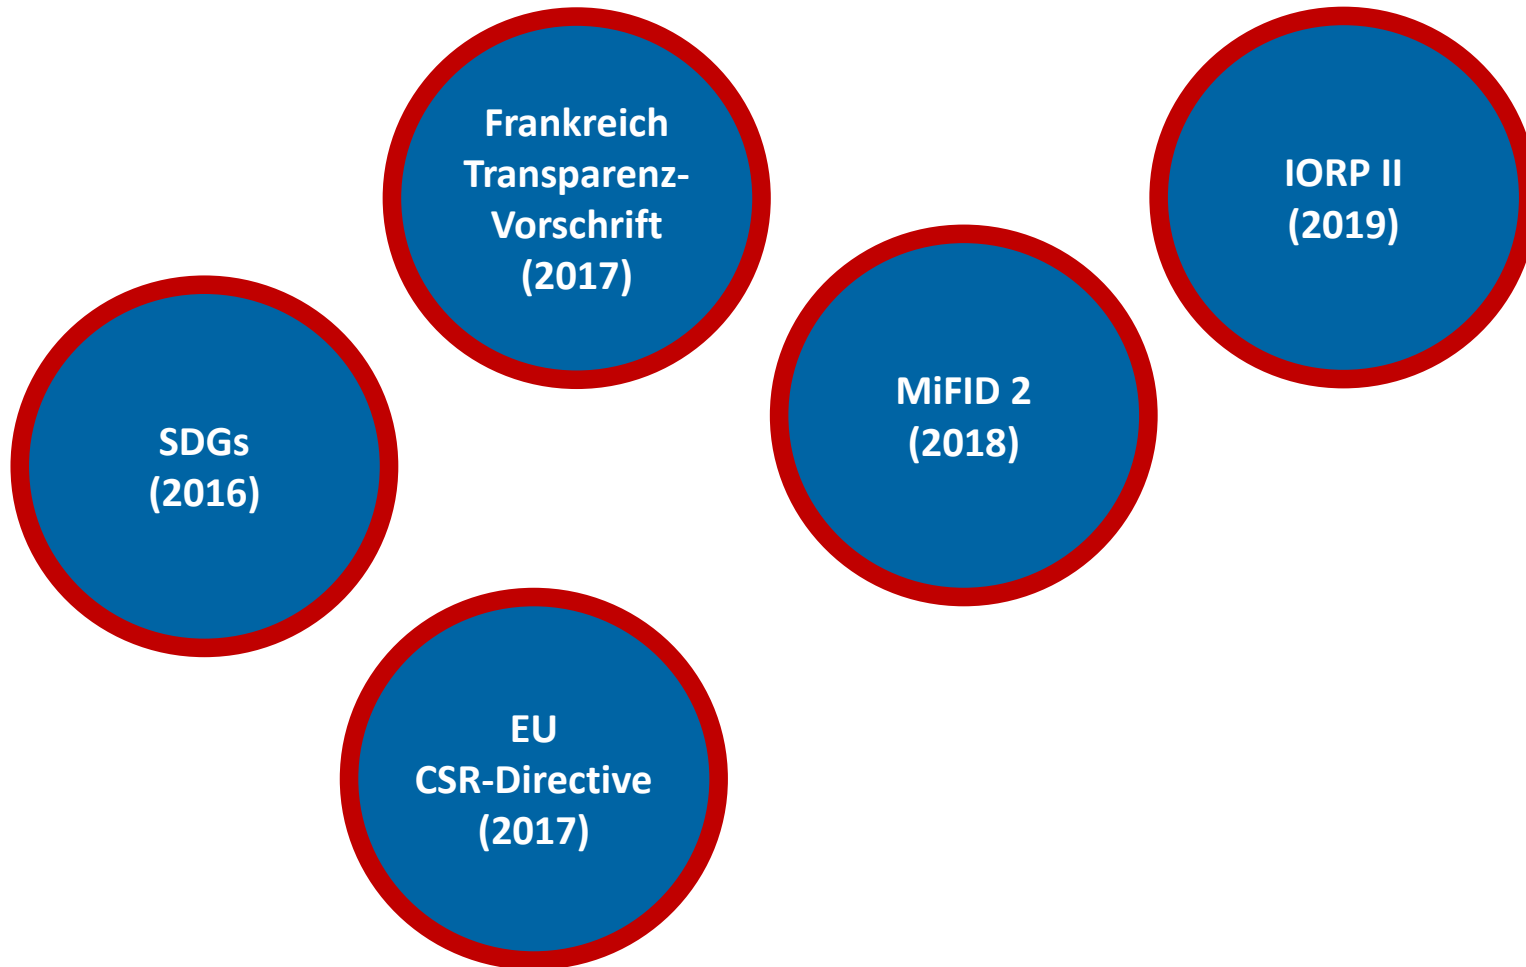 Frankreich
Transparenz-
Vorschrift
(2017)
IORP II
(2019)
MiFID 2
(2018)
SDGs
(2016)
EU
CSR-Directive
(2017)